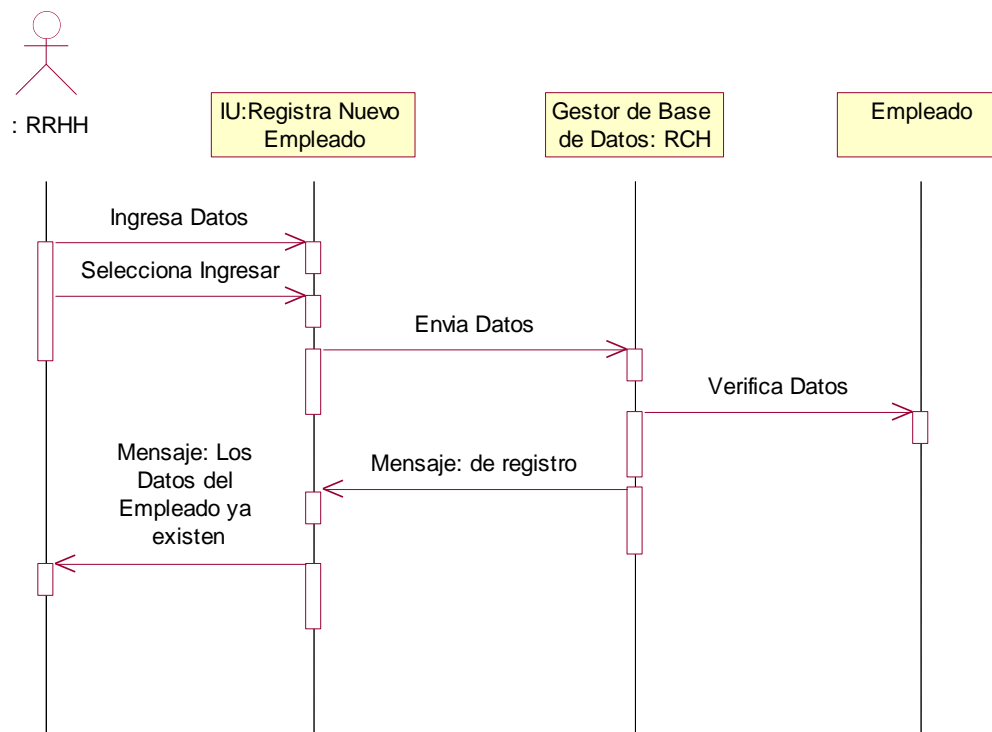 : RRHH
IU:Registra Nuevo
Empleado
Gestor de Base
de Datos: RCH
Empleado
Ingresa Datos
Selecciona Ingresar
Envia Datos
Verifica Datos
Mensaje: Los
Datos del
Empleado ya
existen
Mensaje: de registro